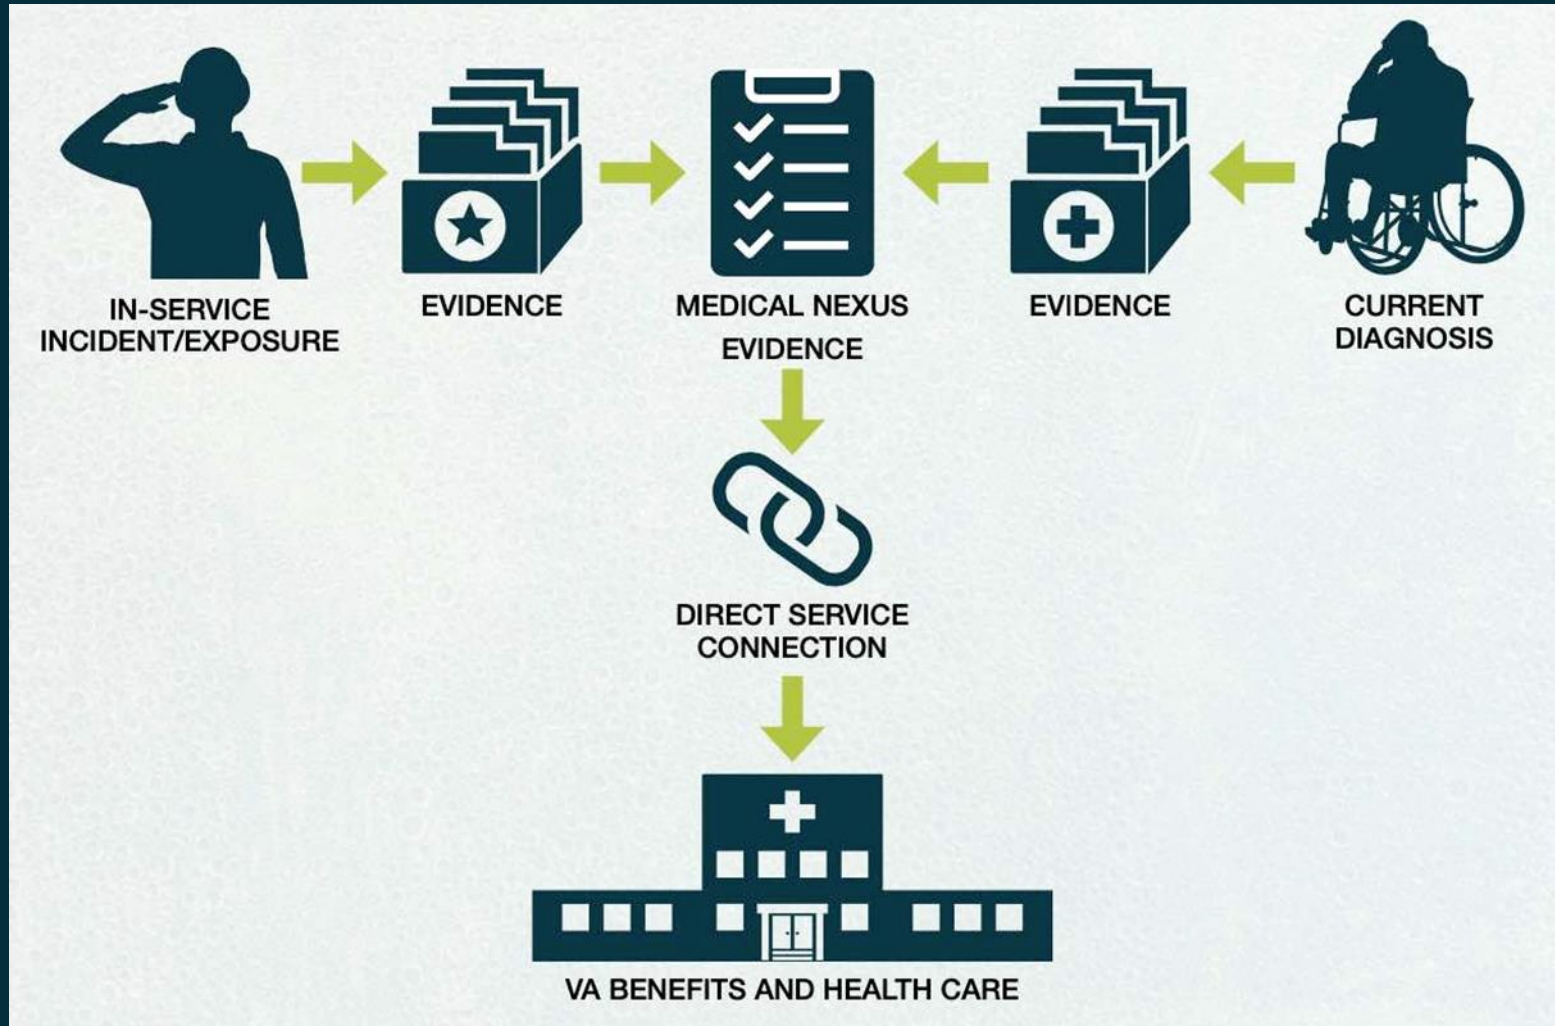 IN-SERVICE
INCIDENT/EXPOSURE
EVIDENCE
MEDICAL NEXUS
EVIDENCE
EVIDENCE
CURRENT
DIAGNOSIS
DIRECT SERVICE
CONNECTION
VA BENEFITS AND HEALTH CARE